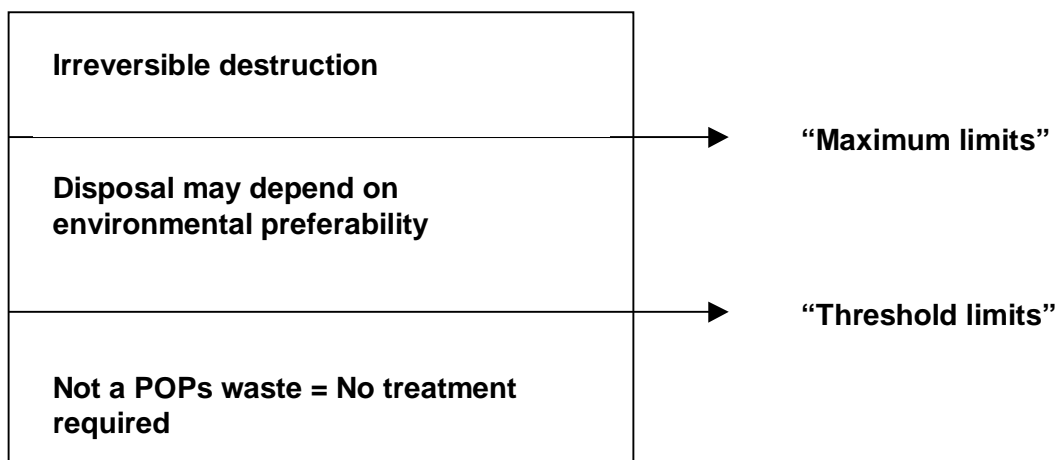 Irreversible destruction
“Maximum limits”
Disposal may depend on
environmental preferability
“Threshold limits”
Not a POPs waste = No treatment
required